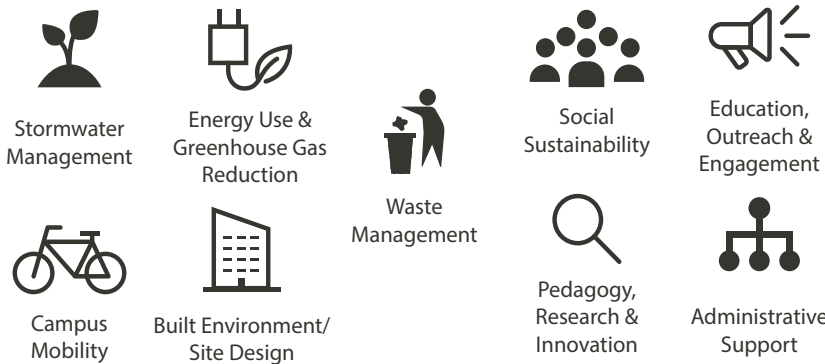 Stormwater
Management
Energy Use &
Greenhouse Gas
Reduction
Waste
Management
Social
Sustainability
Education,
Outreach &
Engagement
Campus
Mobility
Built Environment/
Site Design
Pedagogy,
Research &
Innovation
Administrative
Support